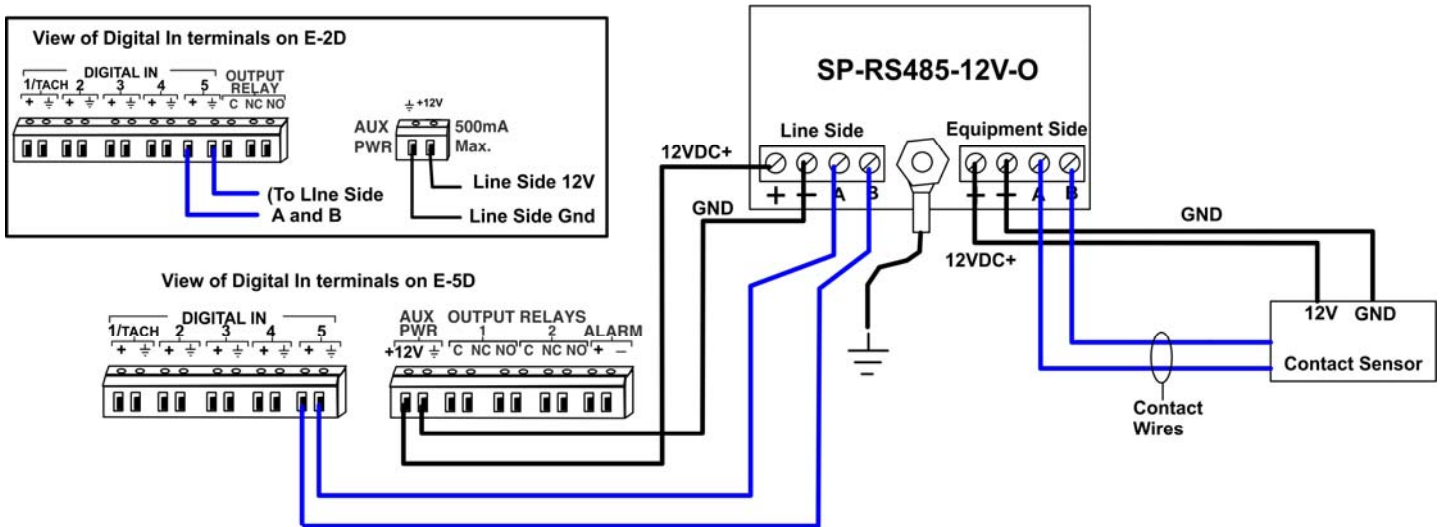 View of Digital In terminals on E-2D
DIGITAL IN
1/TACH 2 3 4 5
OUTPUT
RELAY
+ ⏚ + ⏚ + ⏚ + ⏚ + ⏚ C NC NO
⏚ +12V
AUX
PWR
500mA
Max.
(To LIne Side
A and B
Line Side 12V
Line Side Gnd
SP-RS485-12V-O
Line Side
Equipment Side
12VDC+
+ – A B
– – A B
GND
GND
12VDC+
12V GND
Contact Sensor
Contact
Wires
View of Digital In terminals on E-5D
DIGITAL IN
1/TACH 2 3 4 5
+ ⏚ + ⏚ + ⏚ + ⏚ + ⏚
AUX
PWR
+12V ⏚
OUTPUT RELAYS
1 2
C NC NO C NC NO
ALARM
+ –